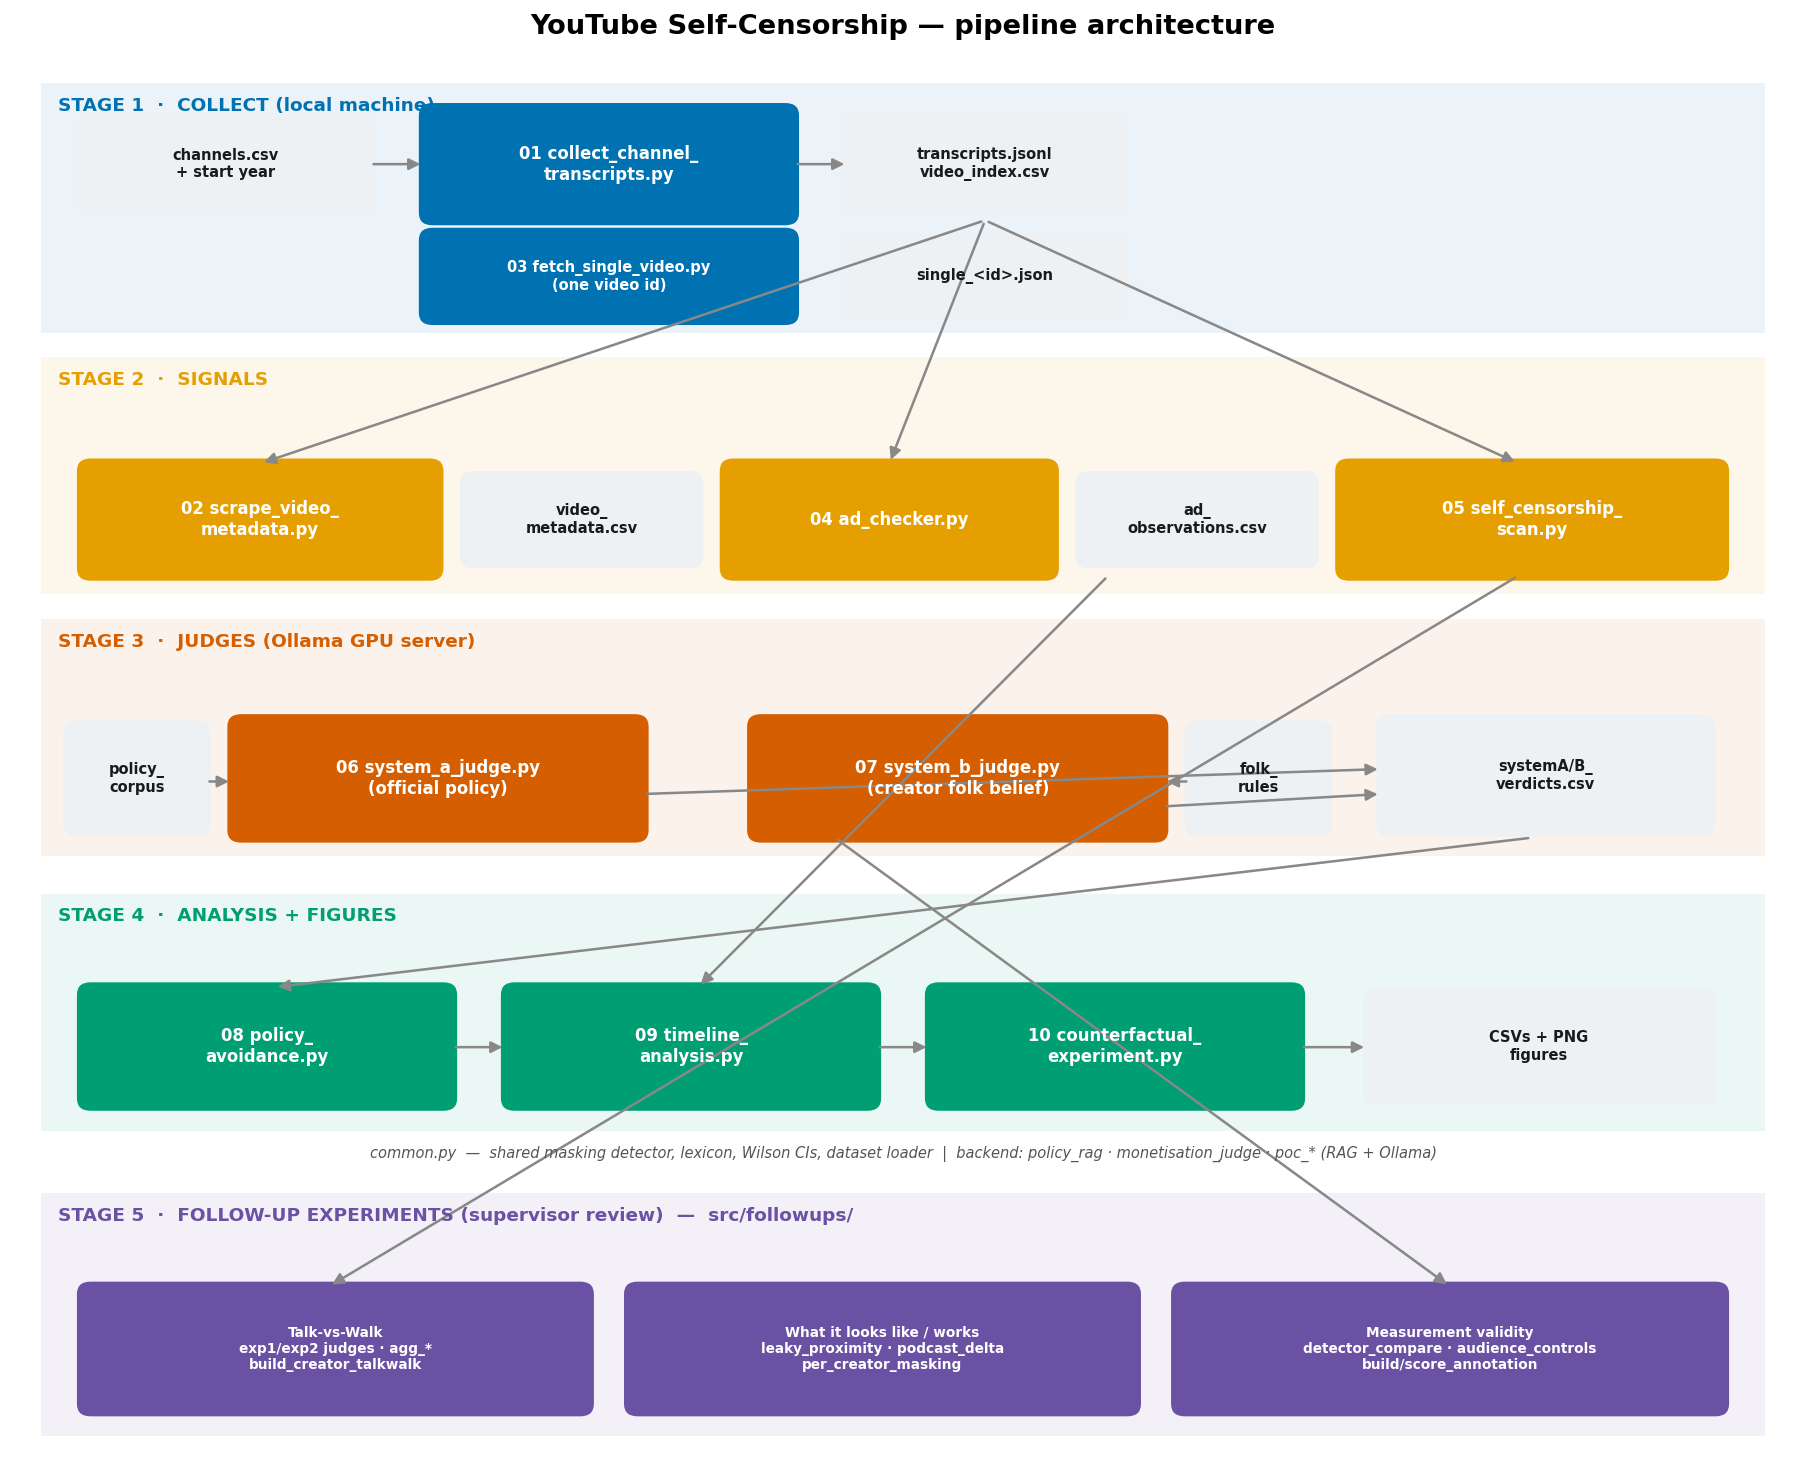 YouTube Self-Censorship — pipeline architecture
STAGE 1 · COLLECT (local machine)
channels.csv
+ start year
01 collect_channel_
transcripts.py
transcripts.jsonl
video_index.csv
03 fetch_single_video.py
(one video id)
single_<id>.json
STAGE 2 · SIGNALS
02 scrape_video_
metadata.py
video_
metadata.csv
04 ad_checker.py
ad_
observations.csv
05 self_censorship_
scan.py
STAGE 3 · JUDGES (Ollama GPU server)
policy_
corpus
06 system_a_judge.py
(official policy)
07 system_b_judge.py
(creator folk belief)
folk_
rules
systemA/B_
verdicts.csv
STAGE 4 · ANALYSIS + FIGURES
08 policy_
avoidance.py
09 timeline_
analysis.py
10 counterfactual_
experiment.py
CSVs + PNG
figures
common.py — shared masking detector, lexicon, Wilson CIs, dataset loader | backend: policy_rag · monetisation_judge · poc_* (RAG + Ollama)
STAGE 5 · FOLLOW-UP EXPERIMENTS (supervisor review) — src/followups/
Talk-vs-Walk
exp1/exp2 judges · agg_*
build_creator_talkwalk
What it looks like / works
leaky_proximity · podcast_delta
per_creator_masking
Measurement validity
detector_compare · audience_controls
build/score_annotation